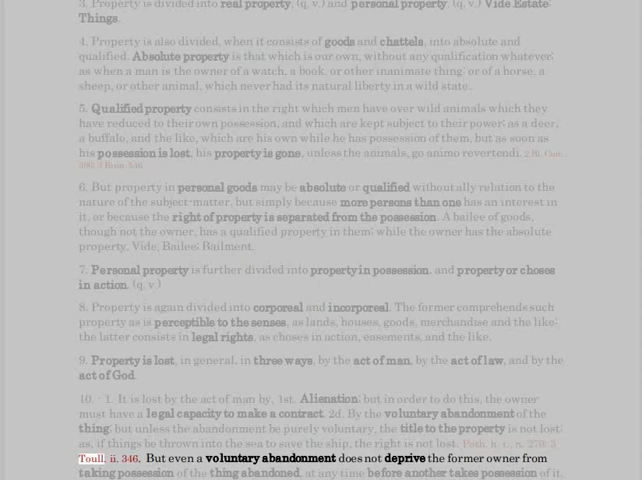 3. Property is divided into real property, (q. v.) and personal property. (q. v.) Vide Estate;
Things.
4. Property is also divided, when it consists of goods and chattels, into absolute and
qualified. Absolute property is that which is our own, without any qualification whatever;
as when a man is the owner of a watch, a book, or other inanimate thing: or of a horse, a
sheep, or other animal, which never had its natural liberty in a wild state.
5. Qualified property consists in the right which men have over wild animals which they
have reduced to their own possession, and which are kept subject to their power; as a deer,
a buffalo, and the like, which are his own while he has possession of them, but as soon as
his possession is lost, his property is gone, unless the animals, go animo revertendi. 2 Bl. Com.
396; 3 Binn. 546.
6. But property in personal goods may be absolute or qualified without ally relation to the
nature of the subject-matter, but simply because more persons than one has an interest in
it, or because the right of property is separated from the possession. A bailee of goods,
though not the owner, has a qualified property in them; while the owner has the absolute
property. Vide, Bailee; Bailment.
7. Personal property is further divided into property in possession, and property or choses
in action. (q. v.)
8. Property is again divided into corporeal and incorporeal. The former comprehends such
property as is perceptible to the senses, as lands, houses, goods, merchandise and the like;
the latter consists in legal rights, as choses in action, easements, and the like.
9. Property is lost, in general, in three ways, by the act of man, by the act of law, and by the
act of God.
10. - 1. It is lost by the act of man by, 1st. Alienation; but in order to do this, the owner
must have a legal capacity to make a contract. 2d. By the voluntary abandonment of the
thing; but unless the abandonment be purely voluntary, the title to the property is not lost;
as, if things be thrown into the sea to save the ship, the right is not lost. Poth. h. t., n. 270; 3
Toull, ii. 346. But even a voluntary abandonment does not deprive the former owner from
taking possession of the thing abandoned, at any time before another takes possession of it.